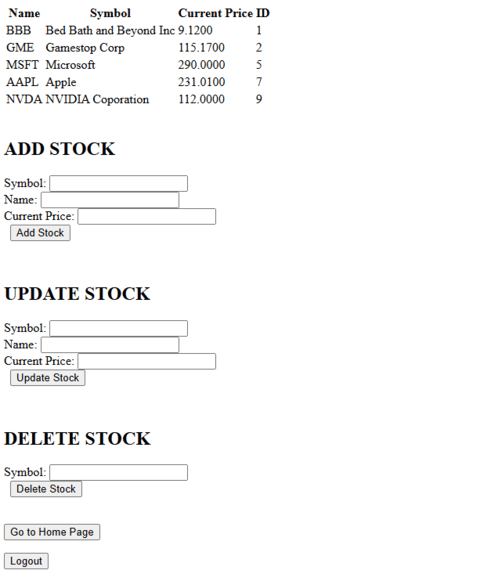 Name Symbol Current Price ID
BBB Bed Bath and Beyond Inc 9.1200 1
GME Gamestop Corp 115.1700 2
MSFT Microsoft 290.0000 5
AAPL Apple 231.0100 7
NVDA NVIDIA Coporation 112.0000 9
ADD STOCK
Symbol:
Name:
Current Price:
Add Stock
UPDATE STOCK
Symbol:
Name:
Current Price:
Update Stock
DELETE STOCK
Symbol:
Delete Stock
Go to Home Page
Logout